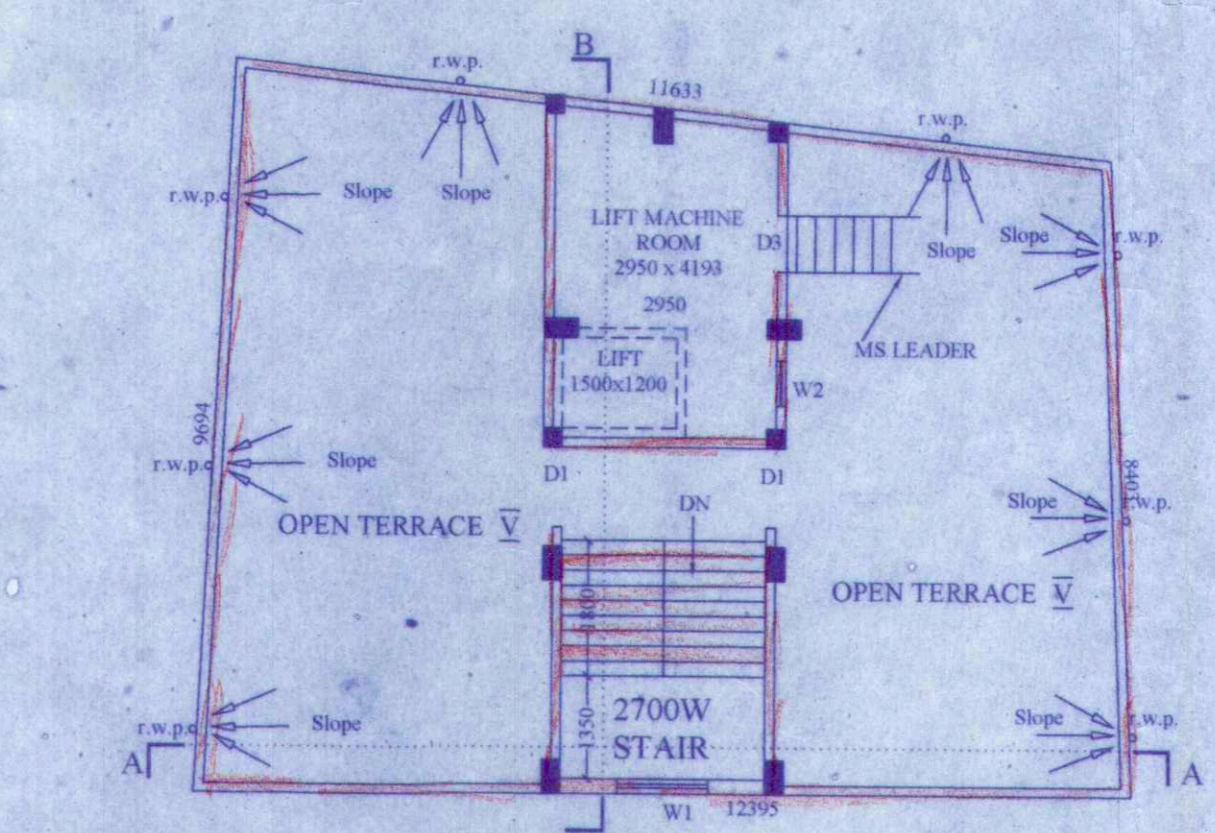 B
r.w.p.
11633
r.w.p.
r.w.p.
Slope
Slope
LIFT MACHINE
ROOM
2950 x 4193
D3
Slope
Slope
r.w.p.
2950
LIFT
1500x1200
MS LEADER
W2
9694
r.w.p.
Slope
D1
D1
DN
Slope
r.w.p.
OPEN TERRACE V
OPEN TERRACE V
1800
r.w.p.
Slope
1350
2700W
STAIR
Slope
r.w.p.
A
A
W1
12395